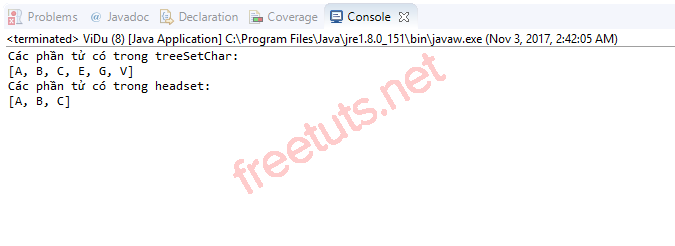 Problems @ Javadoc Declaration Coverage Console
<terminated> ViDu (8) [Java Application] C:\Program Files\Java\jre1.8.0_151\bin\javaw.exe (Nov 3, 2017, 2:42:05 AM)
Các phần tử có trong treeSetChar:
[A, B, C, E, G, V]
Các phần tử có trong headset:
[A, B, C]
freetuts.net